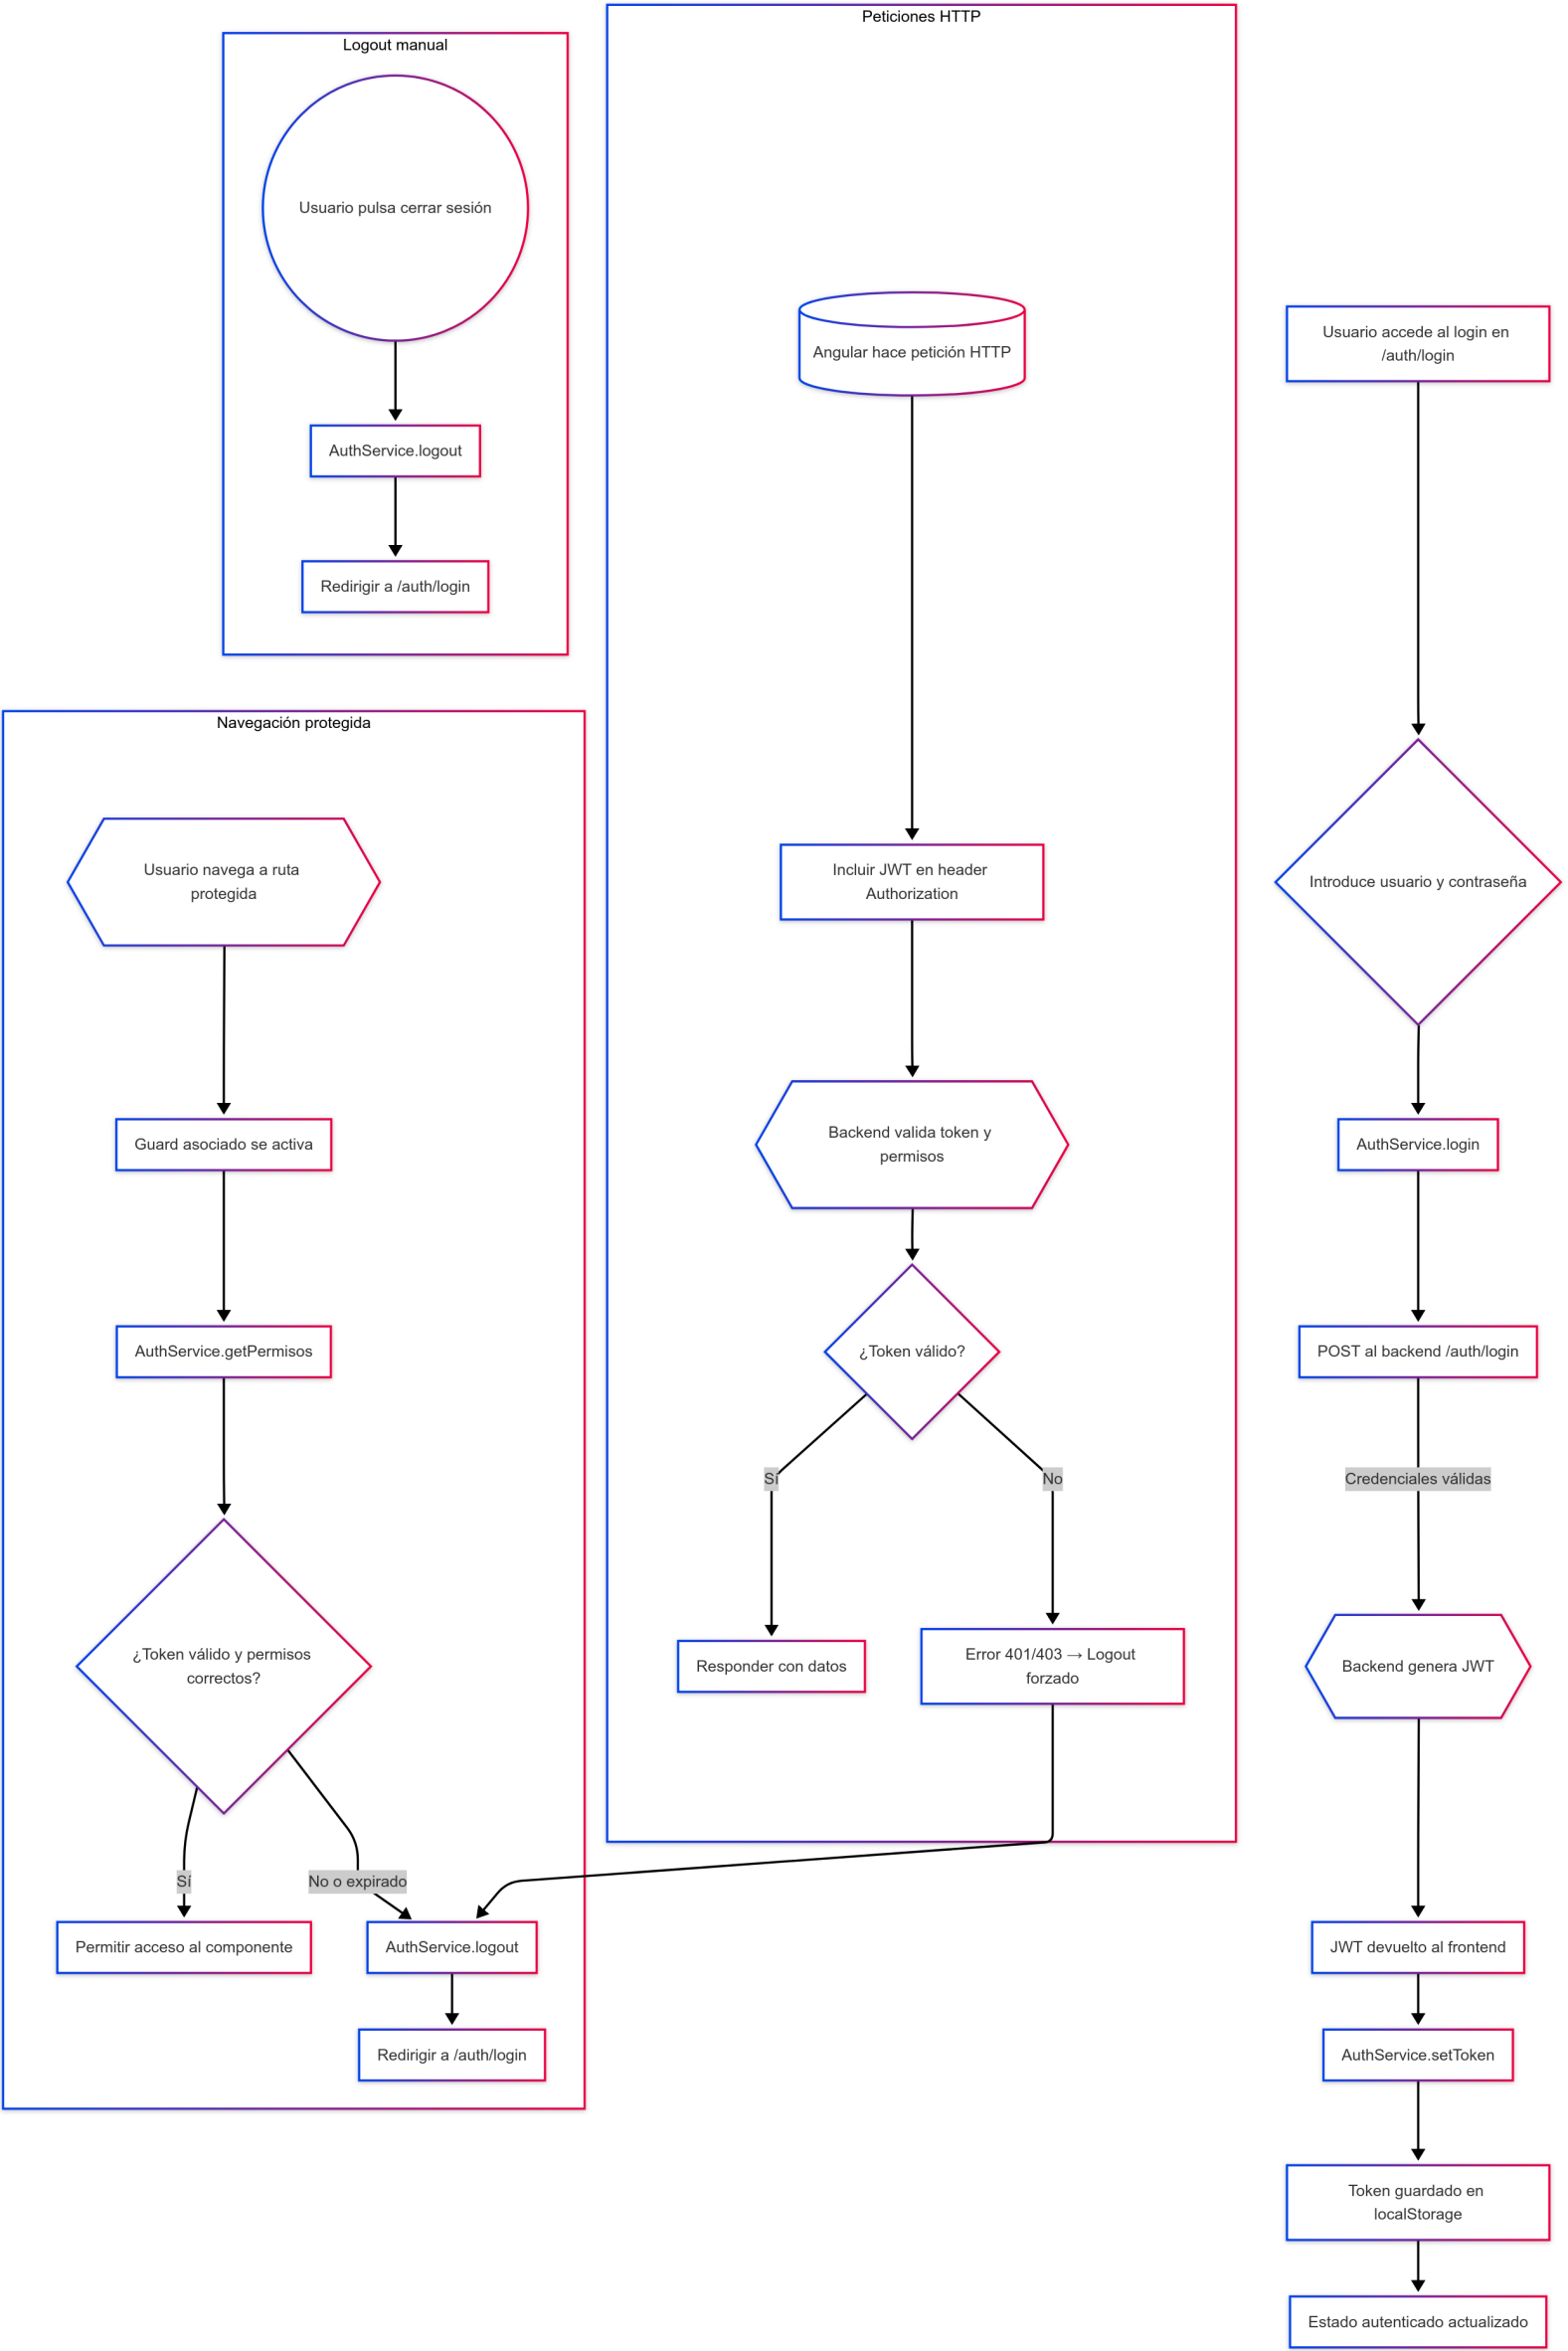 Logout manual
Usuario pulsa cerrar sesión
AuthService.logout
Redirigir a /auth/login
Navegación protegida
Usuario navega a ruta
protegida
Guard asociado se activa
AuthService.getPermisos
¿Token válido y permisos
correctos?
Sí
No o expirado
Permitir acceso al componente
AuthService.logout
Redirigir a /auth/login
Peticiones HTTP
Angular hace petición HTTP
Incluir JWT en header
Authorization
Backend valida token y
permisos
¿Token válido?
Sí
No
Responder con datos
Error 401/403 → Logout
forzado
Usuario accede al login en
/auth/login
Introduce usuario y contraseña
AuthService.login
POST al backend /auth/login
Credenciales válidas
Backend genera JWT
JWT devuelto al frontend
AuthService.setToken
Token guardado en
localStorage
Estado autenticado actualizado